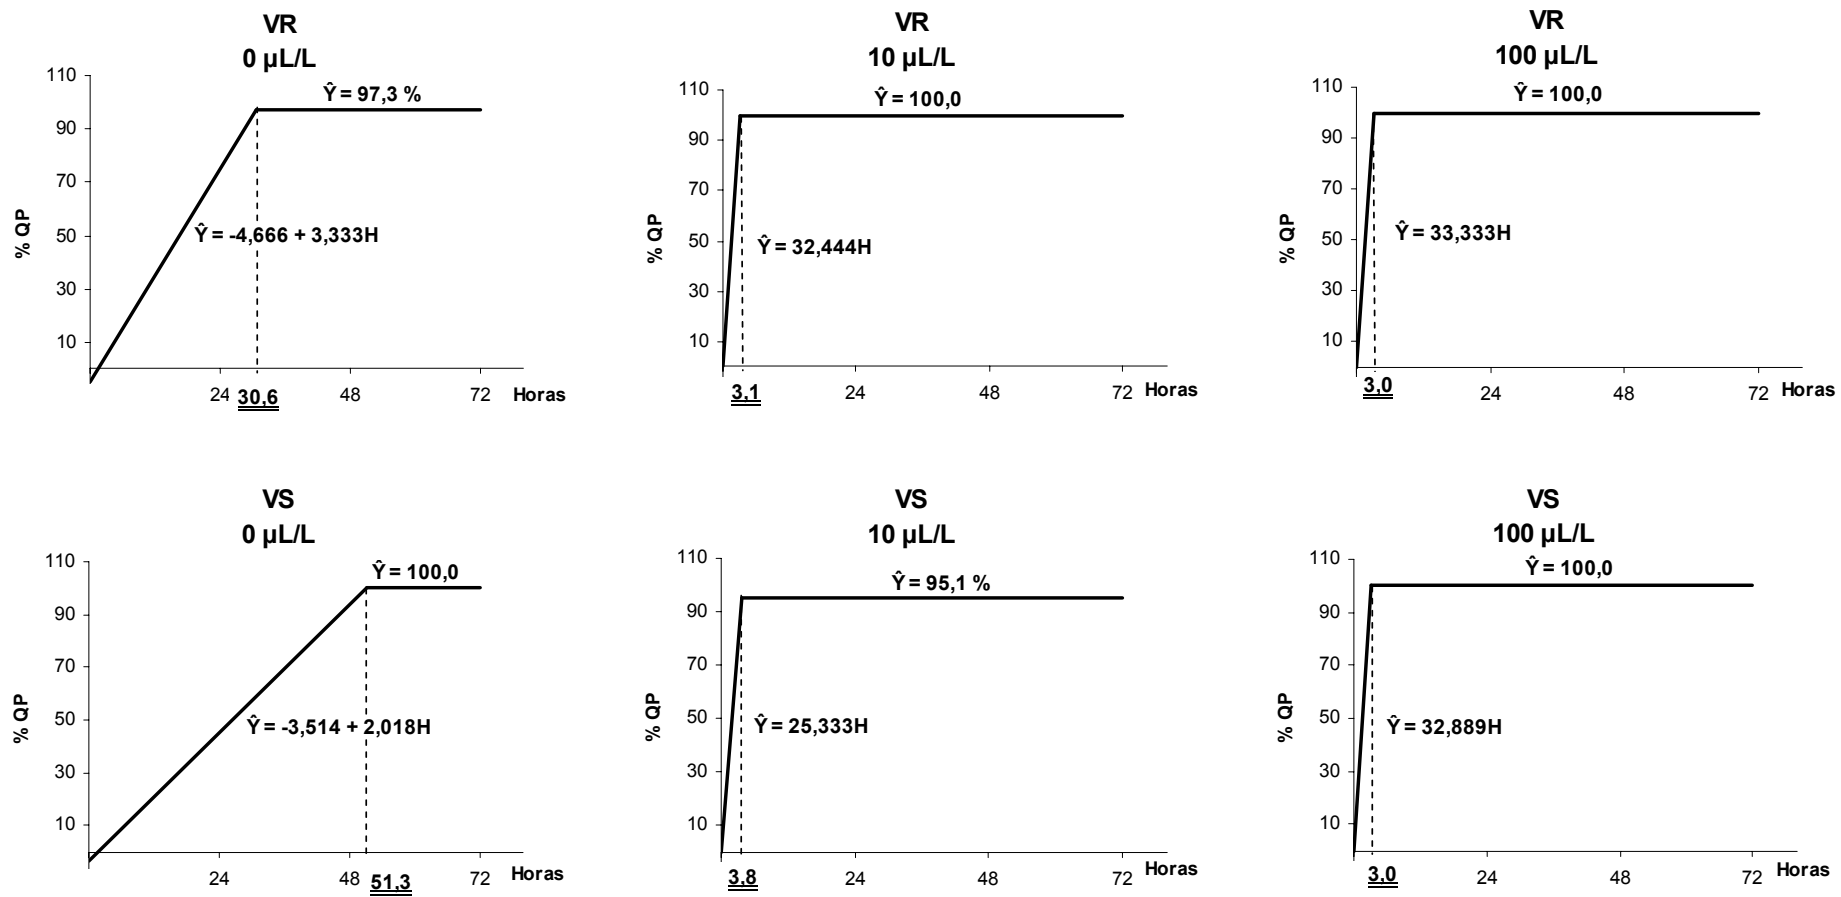 VR
0 µL/L
110
90
70
50
30
10
% QP
Ŷ = 97,3 %
Ŷ = -4,666 + 3,333H
24 30,6 48 72 Horas
VR
10 µL/L
110
90
70
50
30
10
% QP
Ŷ = 100,0
Ŷ = 32,444H
3,1 24 48 72 Horas
VR
100 µL/L
110
90
70
50
30
10
% QP
Ŷ = 100,0
Ŷ = 33,333H
3,0 24 48 72 Horas
VS
0 µL/L
110
90
70
50
30
10
% QP
Ŷ = 100,0
Ŷ = -3,514 + 2,018H
24 48 51,3 72 Horas
VS
10 µL/L
110
90
70
50
30
10
% QP
Ŷ = 95,1 %
Ŷ = 25,333H
3,8 24 48 72 Horas
VS
100 µL/L
110
90
70
50
30
10
% QP
Ŷ = 100,0
Ŷ = 32,889H
3,0 24 48 72 Horas